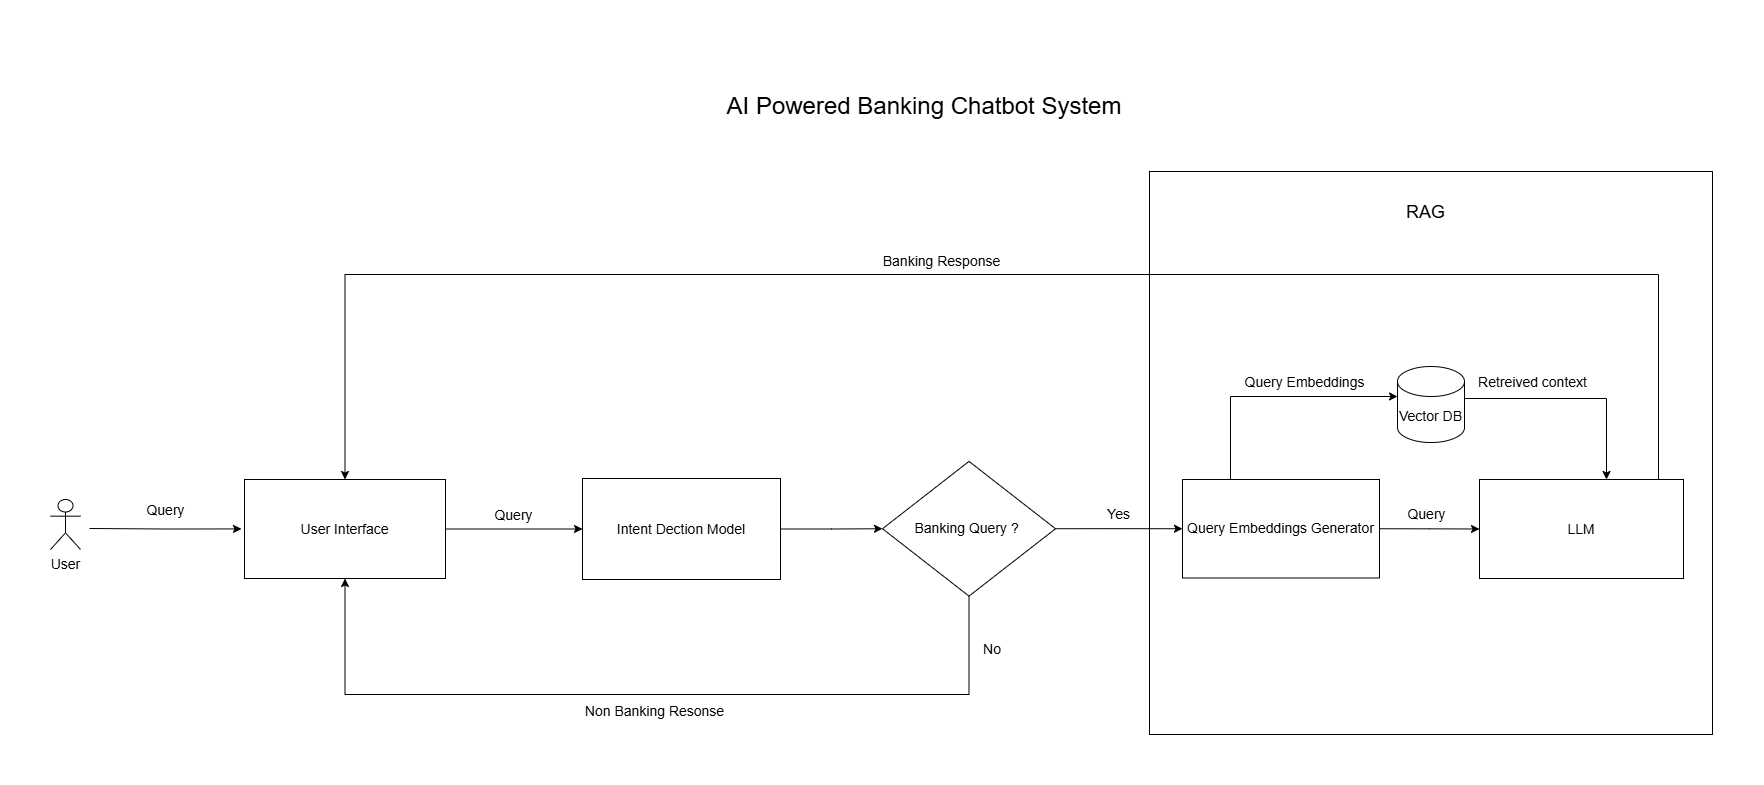 AI Powered Banking Chatbot System
RAG
Banking Response
Query Embeddings
Retreived context
Vector DB
Query
User
User Interface
Query
Intent Dection Model
Banking Query ?
Yes
Query Embeddings Generator
Query
LLM
No
Non Banking Resonse